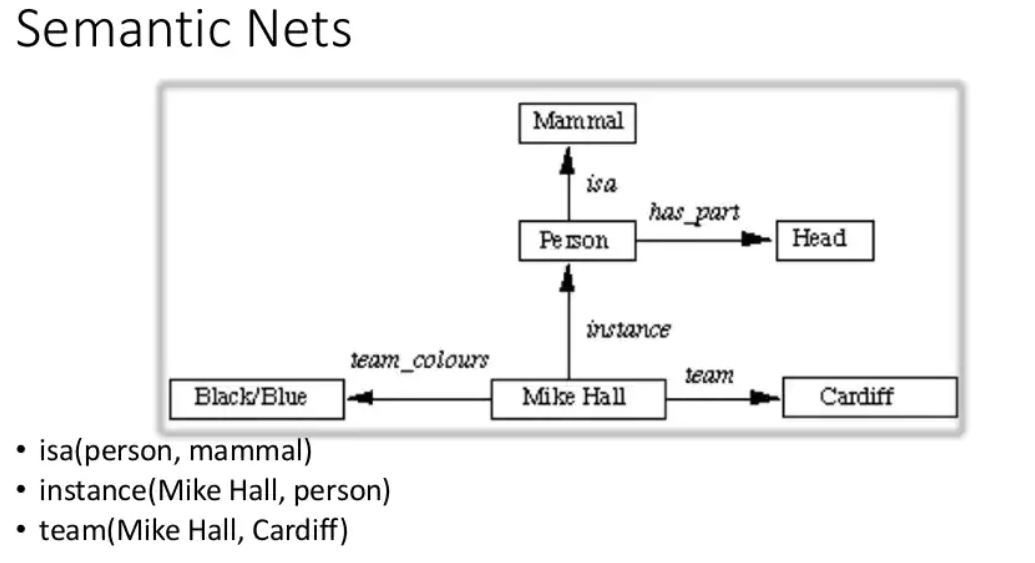 Semantic Nets
Mammal
isa
has_part
Person
Head
instance
team_colours
team
Black/Blue
Mike Hall
Cardiff
• isa(person, mammal)
• instance(Mike Hall, person)
• team(Mike Hall, Cardiff)